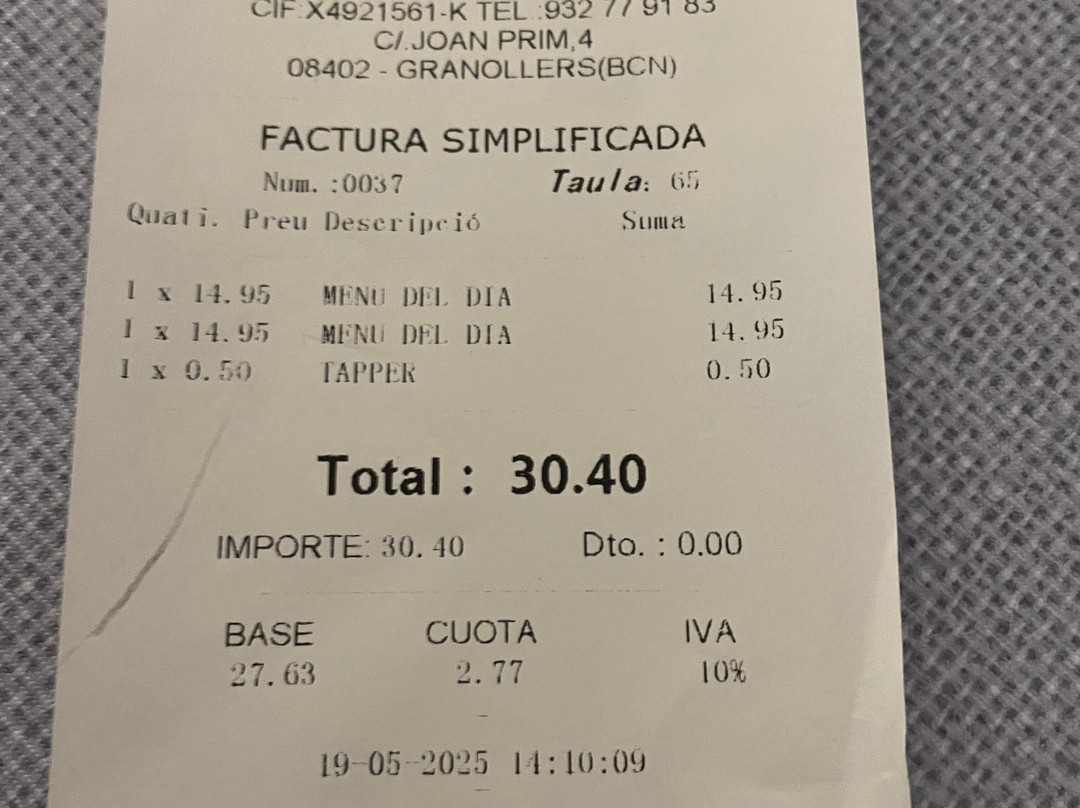 CIF:X4921561-K TEL.:932 77 91 83
C/.JOAN PRIM,4
08402 - GRANOLLERS(BCN)
FACTURA SIMPLIFICADA
Num. :0037 Taula: 65
Quati. Preu Descripció Suma
1 x 14.95 MENU DEL DIA 14.95
1 x 14.95 MENU DEL DIA 14.95
1 x 0.50 TAPPER 0.50
Total : 30.40
IMPORTE: 30.40 Dto. : 0.00
BASE CUOTA IVA
27.63 2.77 10%
19-05-2025 14:10:09